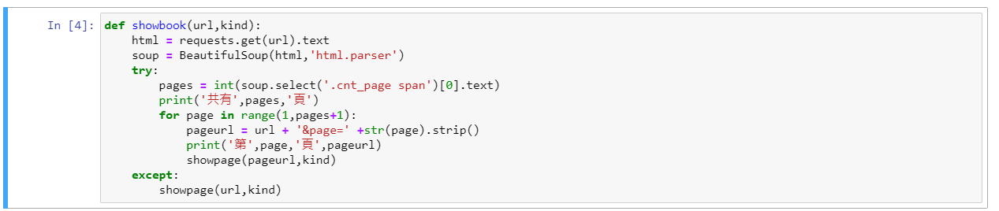 In [4]: def showbook(url,kind):
    html = requests.get(url).text
    soup = BeautifulSoup(html,'html.parser')
    try:
        pages = int(soup.select('.cnt_page span')[0].text)
        print('共有',pages,'頁')
        for page in range(1,pages+1):
            pageurl = url + '&page=' +str(page).strip()
            print('第',page,'頁',pageurl)
            showpage(pageurl,kind)
    except:
        showpage(url,kind)